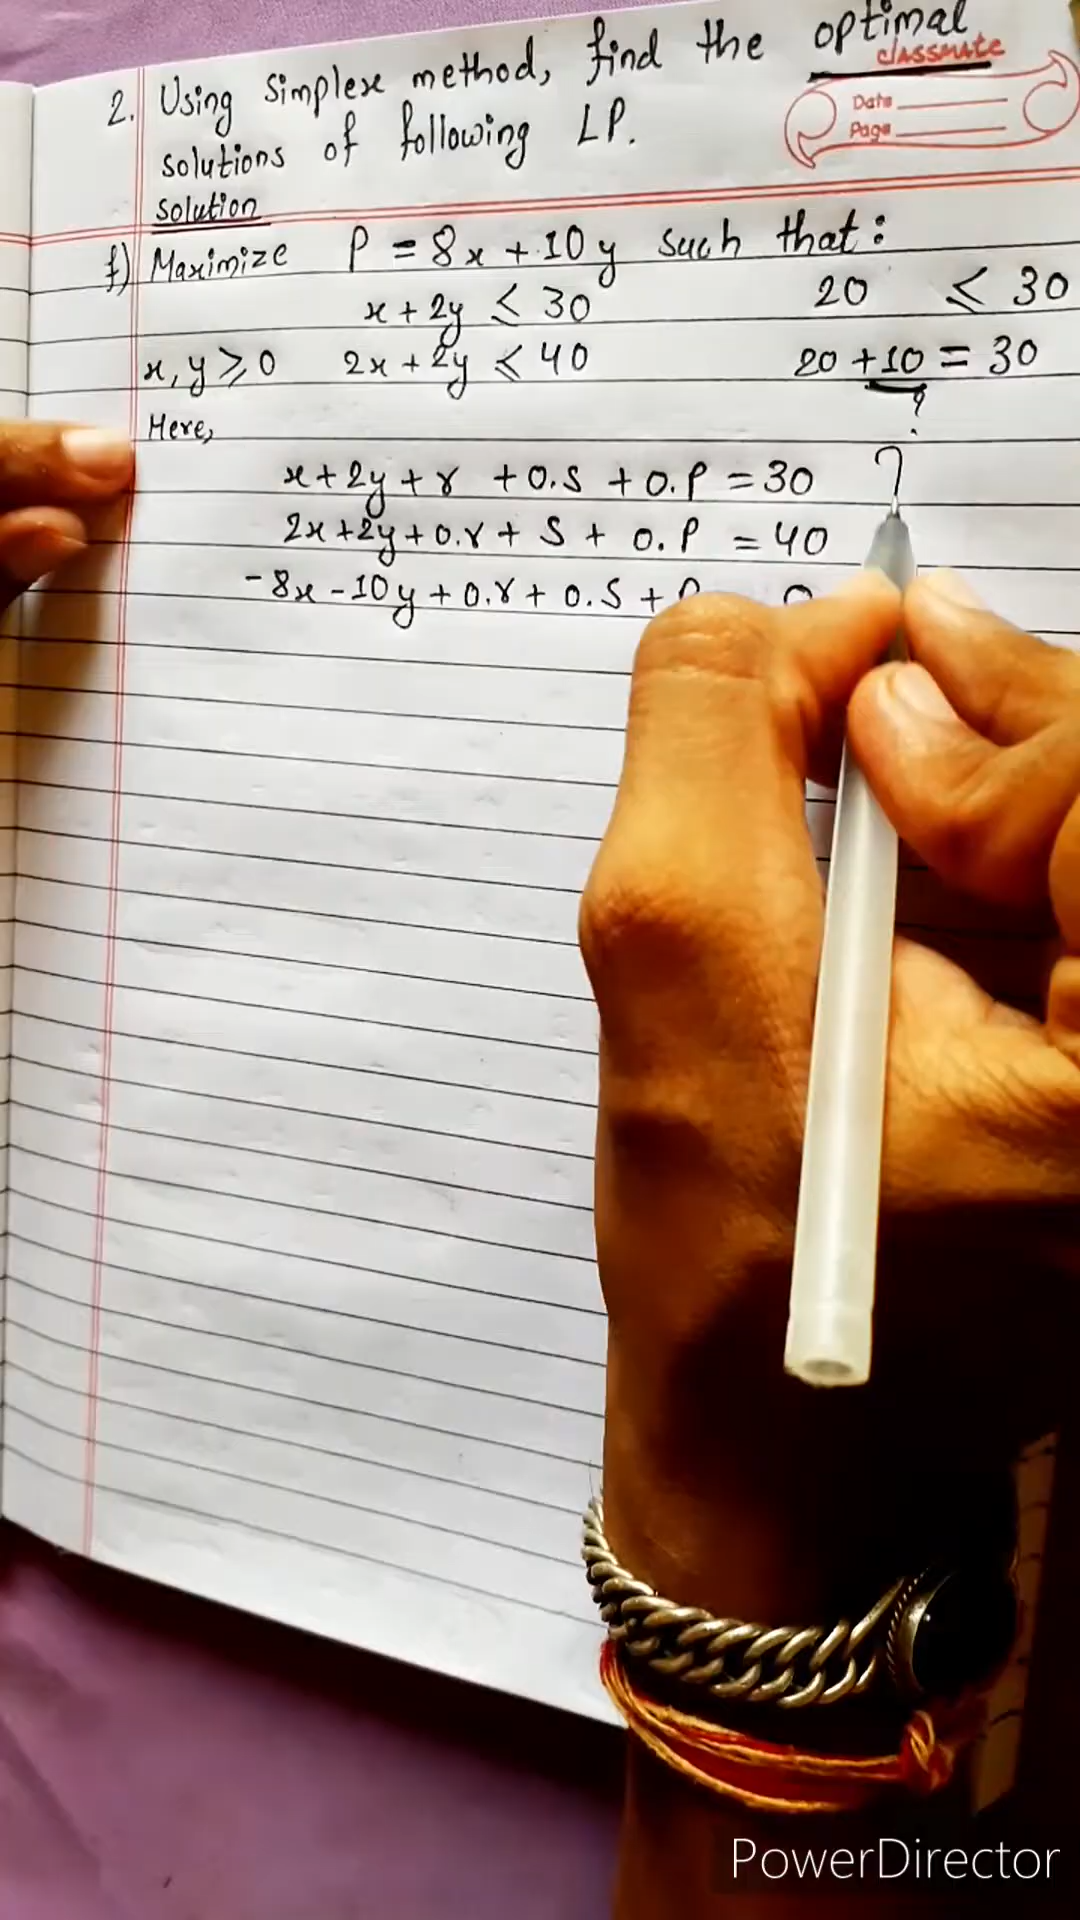 2. Using Simplex method, find the optimal
classmate
Date
Page
solutions of following LP.
solution
f) Maximize P = 8x + 10y such that:
x + 2y ≤ 30 20 ≤ 30
x, y ≥ 0 2x + 2y ≤ 40 20 + 10 = 30
?
Here,
x + 2y + r + 0.s + 0.P = 30
2x + 2y + 0.r + s + 0.P = 40
-8x - 10y + 0.r + 0.s +
PowerDirector